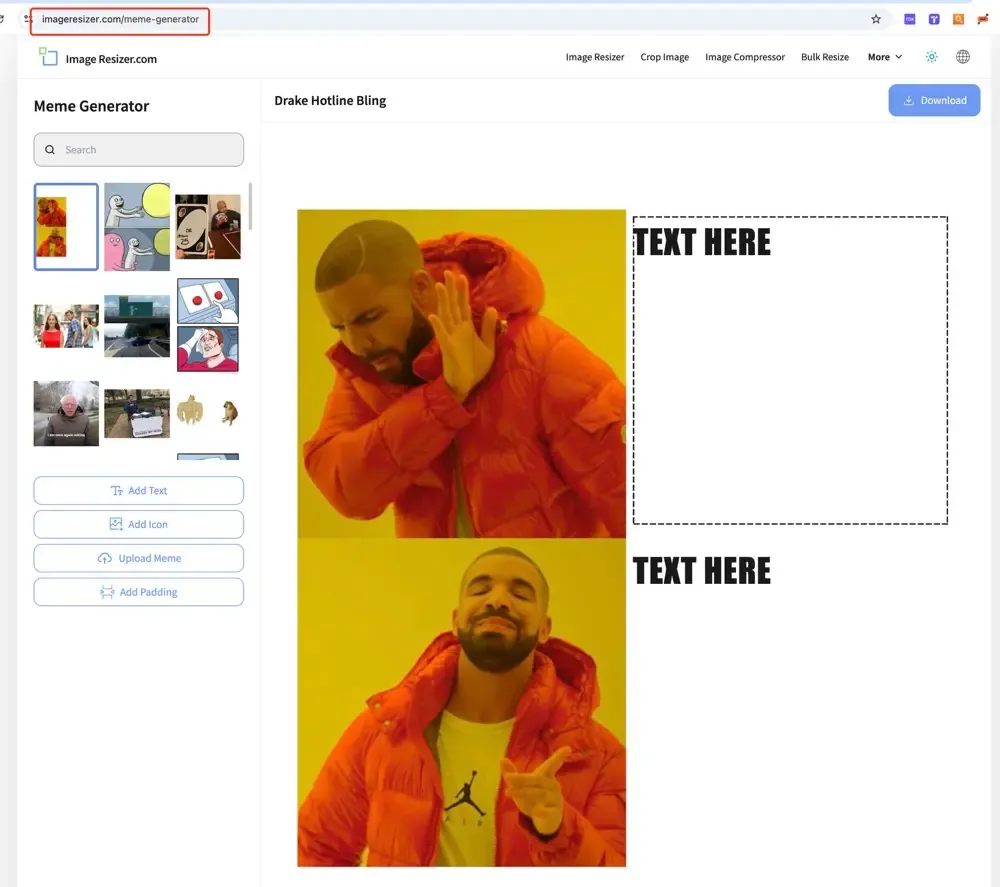 imageresizer.com/meme-generator
Image Resizer.com
Image Resizer
Crop Image
Image Compressor
Bulk Resize
More
Meme Generator
Search
Add Text
Add Icon
Upload Meme
Add Padding
Drake Hotline Bling
Download
TEXT HERE
TEXT HERE